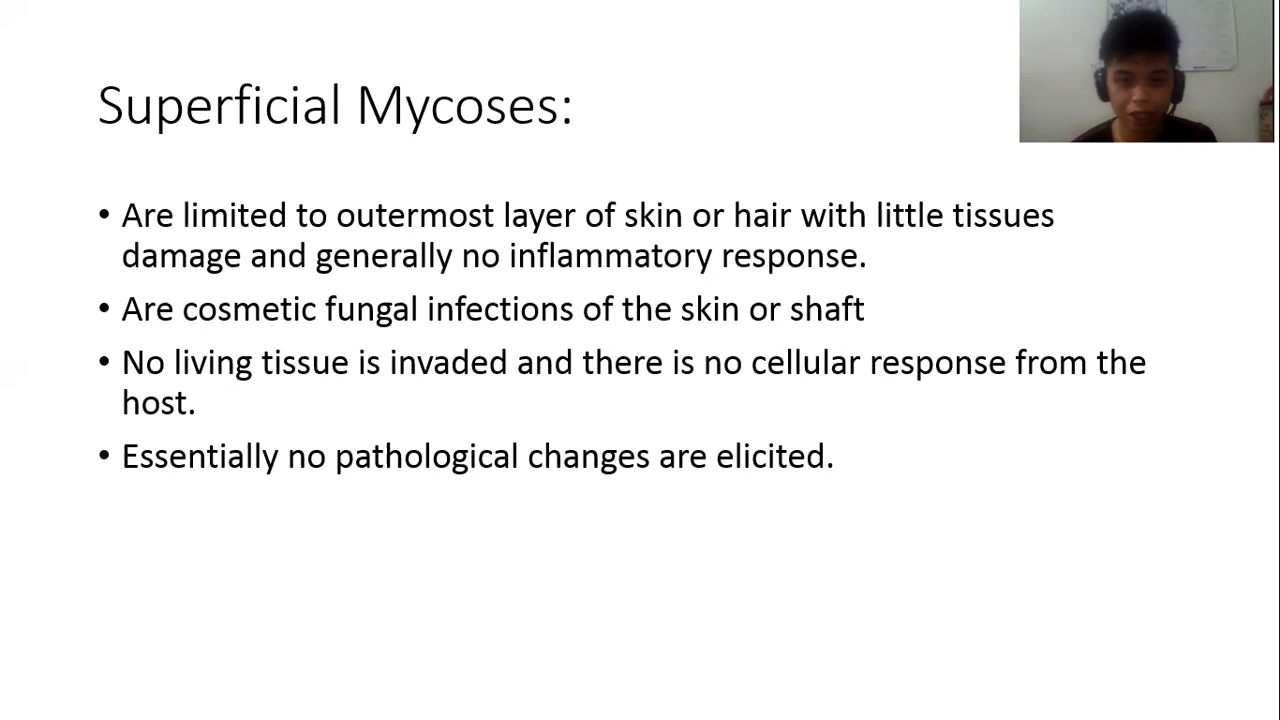 Superficial Mycoses:
• Are limited to outermost layer of skin or hair with little tissues
damage and generally no inflammatory response.
• Are cosmetic fungal infections of the skin or shaft
• No living tissue is invaded and there is no cellular response from the
host.
• Essentially no pathological changes are elicited.